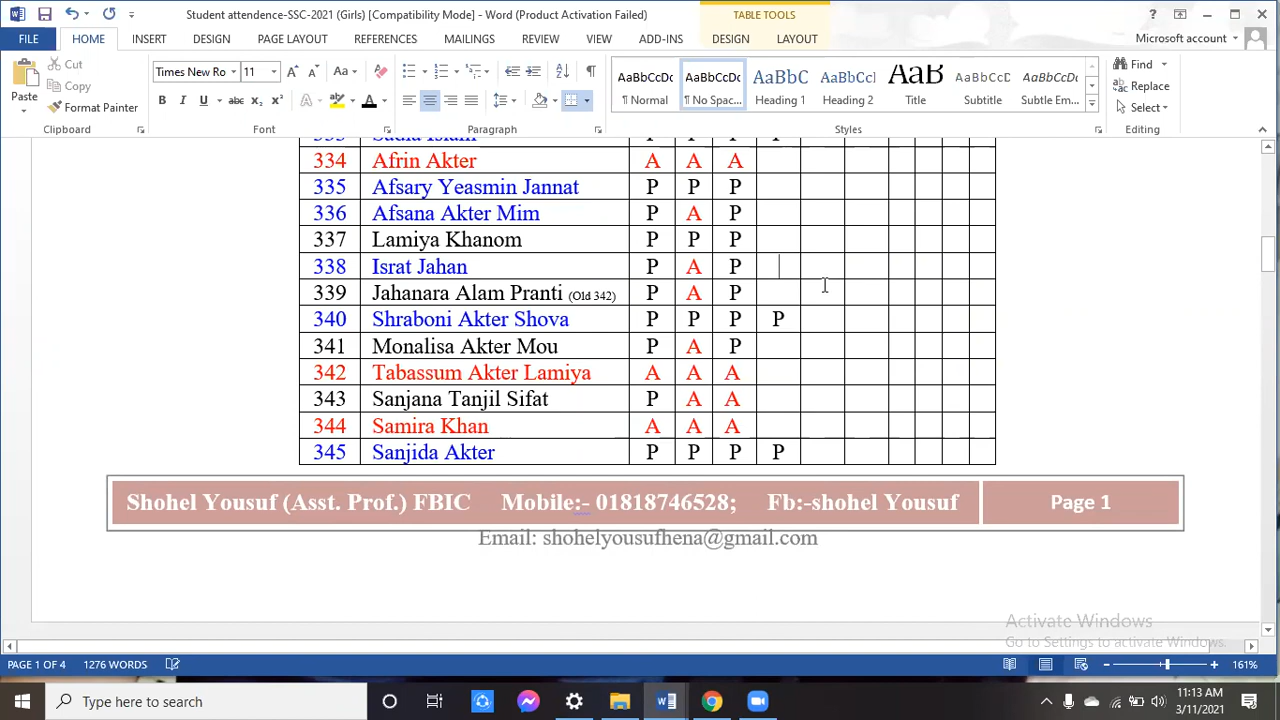 Student attendence-SSC-2021 (Girls) [Compatibility Mode] - Word (Product Activation Failed)
TABLE TOOLS
FILE HOME INSERT DESIGN PAGE LAYOUT REFERENCES MAILINGS REVIEW VIEW ADD-INS DESIGN LAYOUT Microsoft account
Cut
Copy
Format Painter
Paste
Times New Ro 11
AaBbCcDc AaBbCcDc AaBbC AaBbCcl AaB AaBbCcDc AaBbCcDc
¶ Normal ¶ No Spac... Heading Heading 2 Title Subtitle Subtle Em...
Find
Replace
Select
Clipboard Font Paragraph Styles Editing
334 Afrin Akter A A A
335 Afsary Yeasmin Jannat P P P
336 Afsana Akter Mim P A P
337 Lamiya Khanom P P P
338 Israt Jahan P A P
339 Jahanara Alam Pranti (Old 342) P A P
340 Shraboni Akter Shova P P P P
341 Monalisa Akter Mou P A P
342 Tabassum Akter Lamiya A A A
343 Sanjana Tanjil Sifat P A A
344 Samira Khan A A A
345 Sanjida Akter P P P P
Shohel Yousuf (Asst. Prof.) FBIC Mobile:- 01818746528; Fb:-shohel Yousuf Page 1
Email: shohelyousufhena@gmail.com
Activate Windows
Go to Settings to activate Windows.
PAGE 1 OF 4 1276 WORDS 161%
Type here to search
11:13 AM
3/11/2021